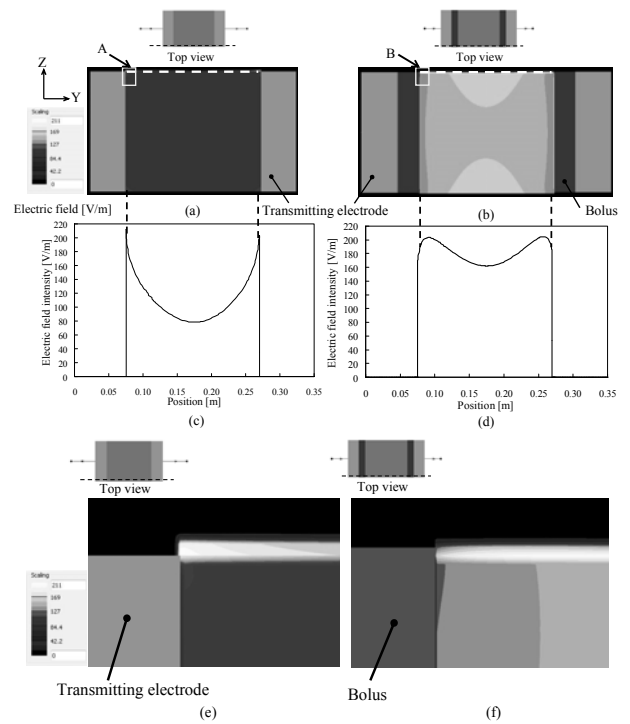 Top view
Top view
A
B
Z
Y
Scaling
211
169
127
84.4
42.2
0
Electric field [V/m]
(a)
Transmitting electrode
(b)
Bolus
Electric field intensity [V/m]
220
200
180
160
140
120
100
80
60
40
20
0
0
0.05
0.10
0.15
0.20
0.25
0.30
0.35
Position [m]
(c)
Electric field intensity [V/m]
220
200
180
160
140
120
100
80
60
40
20
0
0
0.05
0.10
0.15
0.20
0.25
0.30
0.35
Position [m]
(d)
Top view
Top view
Scaling
211
169
127
84.4
42.2
0
Transmitting electrode
Bolus
(e)
(f)